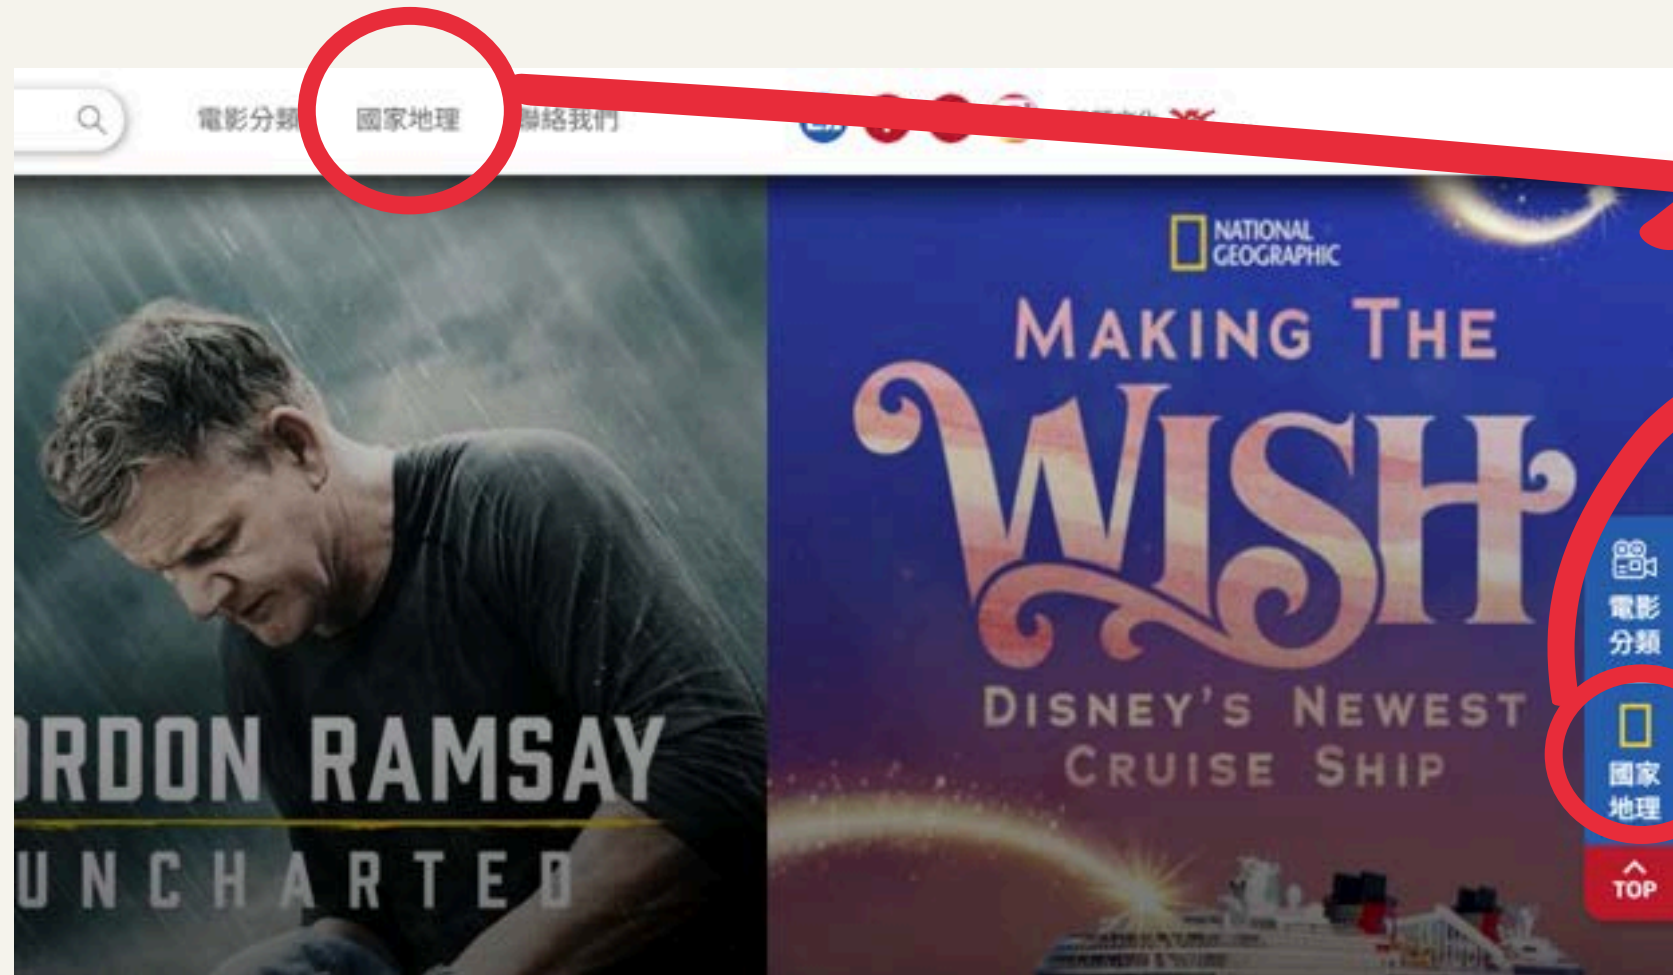 電影分類
國家地理
聯絡我們
NATIONAL
GEOGRAPHIC
MAKING THE
WISH
DISNEY'S NEWEST
CRUISE SHIP
RAMSAY
UNCHARTED
電影
分類
國家
地理
TOP